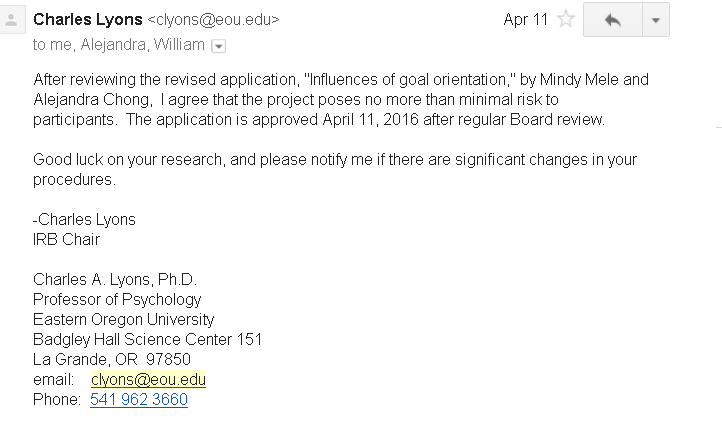 Charles Lyons <clyons@eou.edu> Apr 11
to me, Alejandra, William
After reviewing the revised application, "Influences of goal orientation," by Mindy Mele and
Alejandra Chong,  I agree that the project poses no more than minimal risk to
participants.  The application is approved April 11, 2016 after regular Board review.
Good luck on your research, and please notify me if there are significant changes in your
procedures.
-Charles Lyons
IRB Chair
Charles A. Lyons, Ph.D.
Professor of Psychology
Eastern Oregon University
Badgley Hall Science Center 151
La Grande, OR  97850
email:    clyons@eou.edu
Phone:  541 962 3660